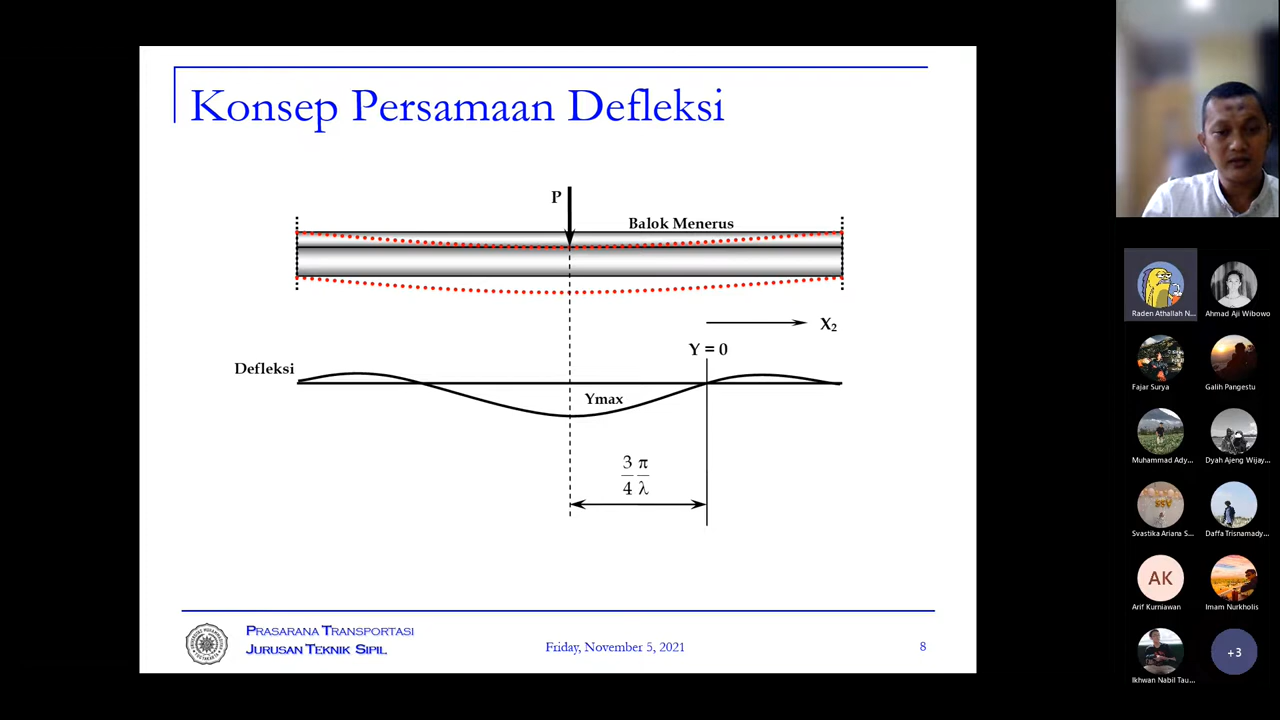 Konsep Persamaan Defleksi
P
Balok Menerus
X₂
Y = 0
Defleksi
Ymax
3 π
4 λ
PRASARANA TRANSPORTASI
JURUSAN TEKNIK SIPIL
Friday, November 5, 2021
8
Raden Athallah N...
Ahmad Aji Wibowo
Fajar Surya
Galih Pangestu
Muhammad Ady...
Dyah Ajeng Wijay...
Svastika Ariana S...
Daffa Trisnamady...
AK
Arif Kurniawan
Imam Nurkholis
Ikhwan Nabil Tau...
+3